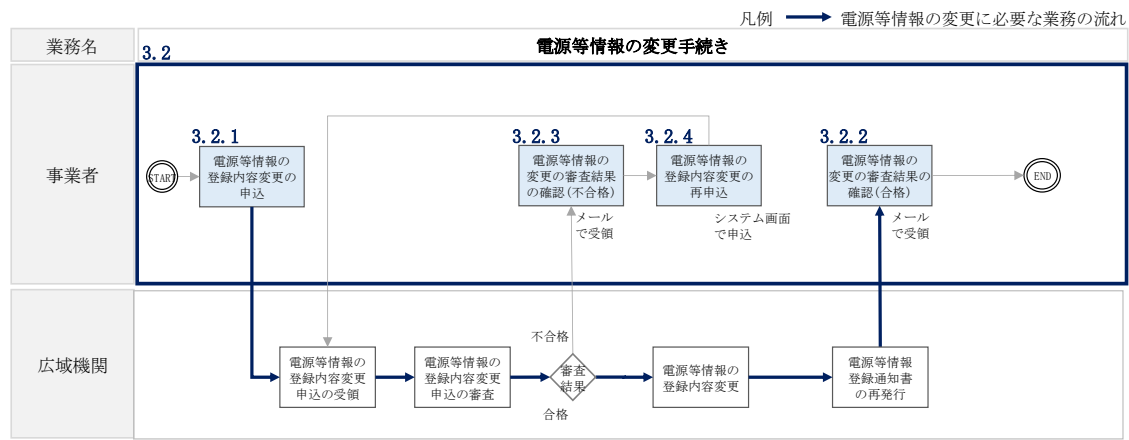 凡例 電源等情報の変更に必要な業務の流れ
業務名
電源等情報の変更手続き
3.2
事業者
START
3.2.1
電源等情報の
登録内容変更の
申込
3.2.3
電源等情報の
変更の審査結果
の確認(不合格)
メール
で受領
3.2.4
電源等情報の
登録内容変更の
再申込
システム画面
で申込
3.2.2
電源等情報の
変更の審査結果の
確認(合格)
メール
で受領
END
広域機関
電源等情報の
登録内容変更
申込の受領
電源等情報の
登録内容変更
申込の審査
不合格
審査
結果
合格
電源等情報の
登録内容変更
電源等情報
登録通知書
の再発行